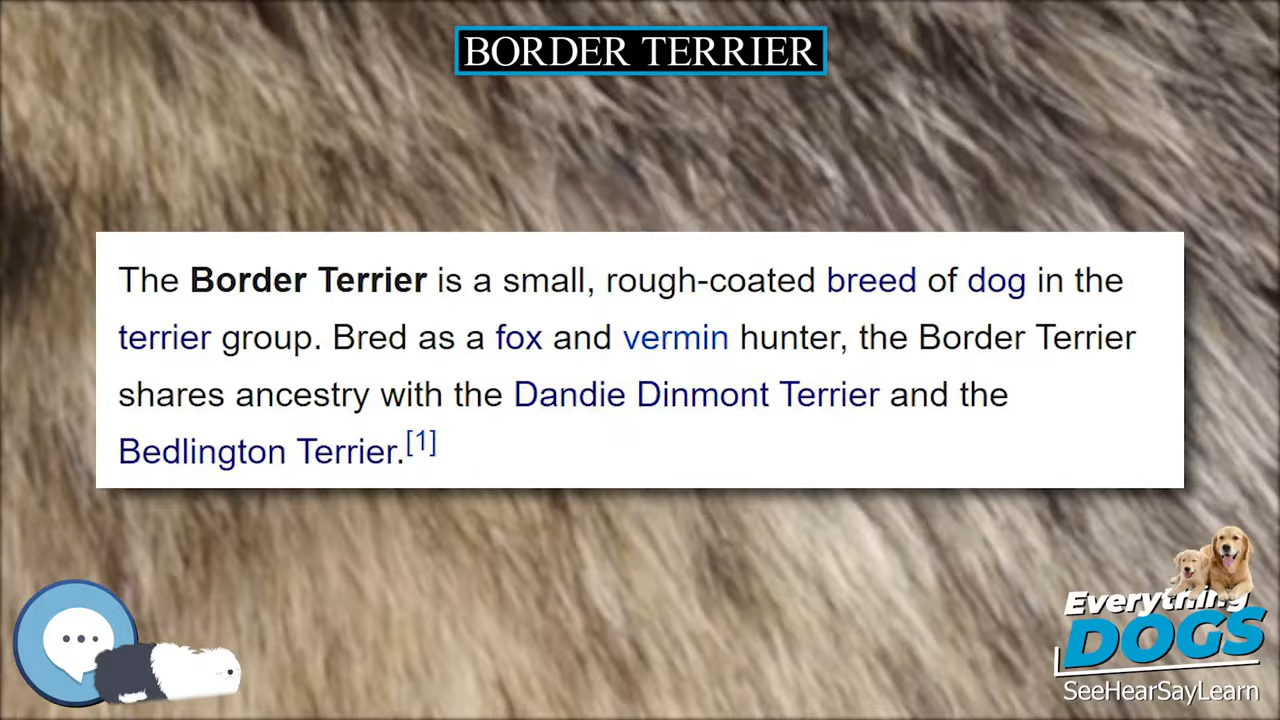 BORDER TERRIER
The Border Terrier is a small, rough-coated breed of dog in the
terrier group. Bred as a fox and vermin hunter, the Border Terrier
shares ancestry with the Dandie Dinmont Terrier and the
Bedlington Terrier.[1]
Everything
DOGS
SeeHearSayLearn